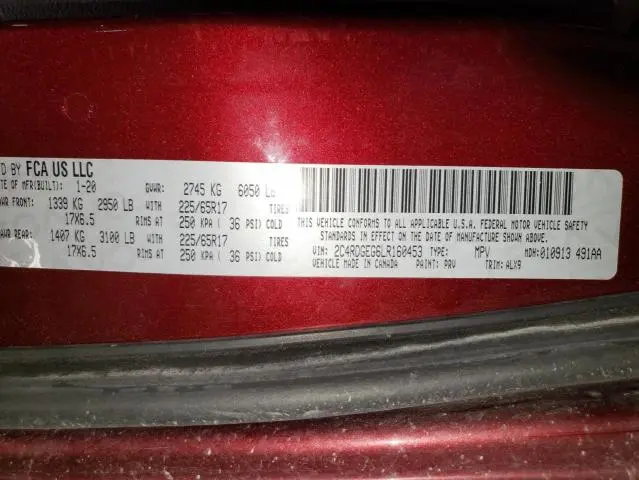 D BY FCA US LLC
TE OF MFR(BUILT): 1-20 GVWR: 2745 KG 6050 LB
WR FRONT: 1339 KG 2950 LB WITH 225/65R17 TIRES
17X6.5 RIMS AT 250 KPA ( 36 PSI) COLD
WR REAR: 1407 KG 3100 LB WITH 225/65R17 TIRES
17X6.5 RIMS AT 250 KPA ( 36 PSI) COLD
THIS VEHICLE CONFORMS TO ALL APPLICABLE U.S.A. FEDERAL MOTOR VEHICLE SAFETY
STANDARDS IN EFFECT ON THE DATE OF MANUFACTURE SHOWN ABOVE.
VIN: 2C4RDGEG6LR160453 TYPE: MPV MDH: 010913 491AA
VEHICLE MADE IN CANADA PAINT: PRV TRIM: ALX9